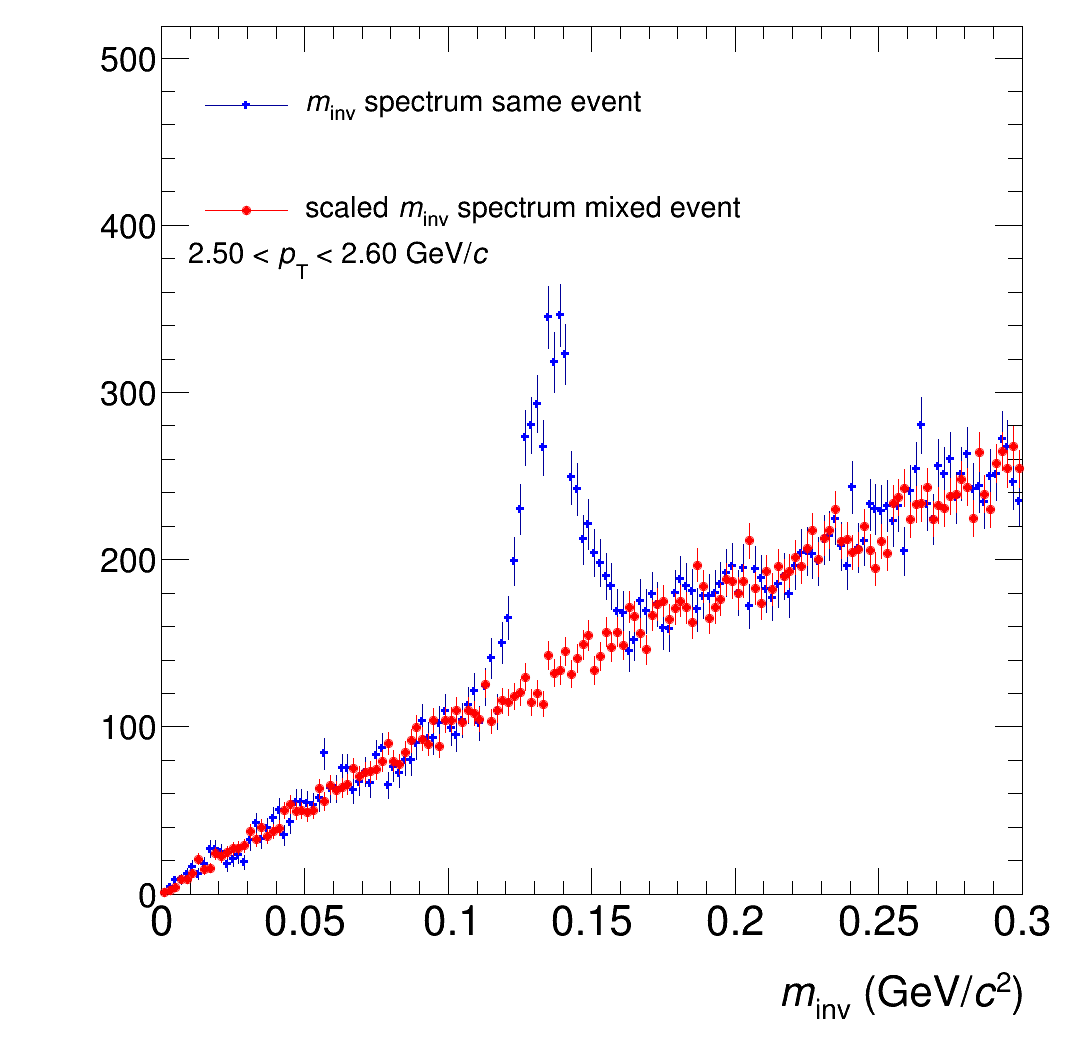 500
m_inv spectrum same event
scaled m_inv spectrum mixed event
400
2.50 < p_T < 2.60 GeV/c
300
200
100
0
0 0.05 0.1 0.15 0.2 0.25 0.3
m_inv (GeV/c²)